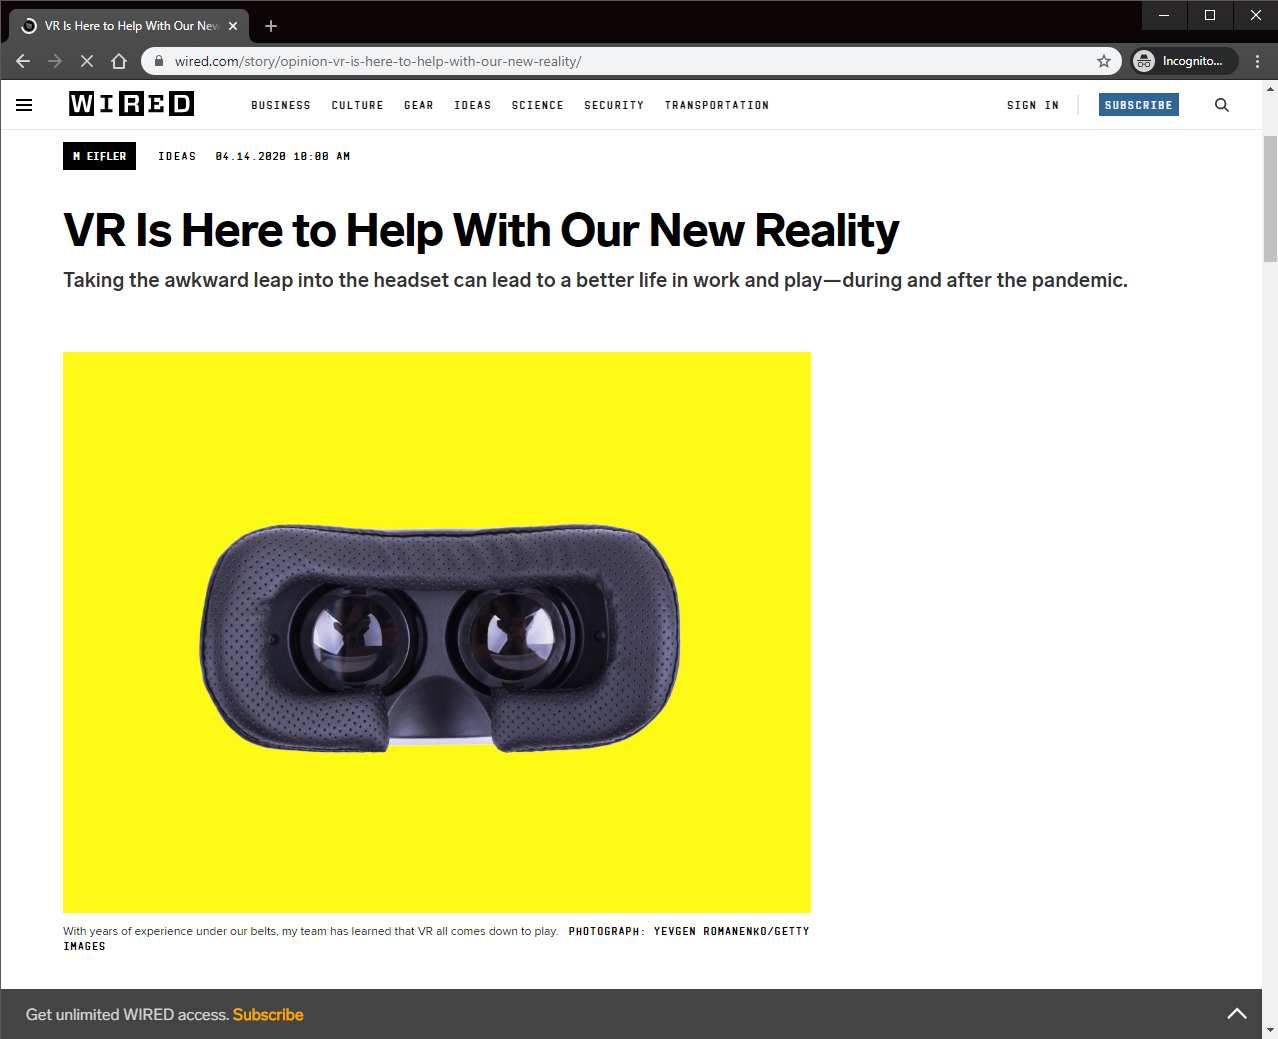 VR Is Here to Help With Our New
wired.com/story/opinion-vr-is-here-to-help-with-our-new-reality/
Incognito...
WIRED
BUSINESS CULTURE GEAR IDEAS SCIENCE SECURITY TRANSPORTATION
SIGN IN
SUBSCRIBE
M EIFLER
IDEAS
04.14.2020 10:00 AM
VR Is Here to Help With Our New Reality
Taking the awkward leap into the headset can lead to a better life in work and play—during and after the pandemic.
With years of experience under our belts, my team has learned that VR all comes down to play. PHOTOGRAPH: YEVGEN ROMANENKO/GETTY
IMAGES
Get unlimited WIRED access. Subscribe